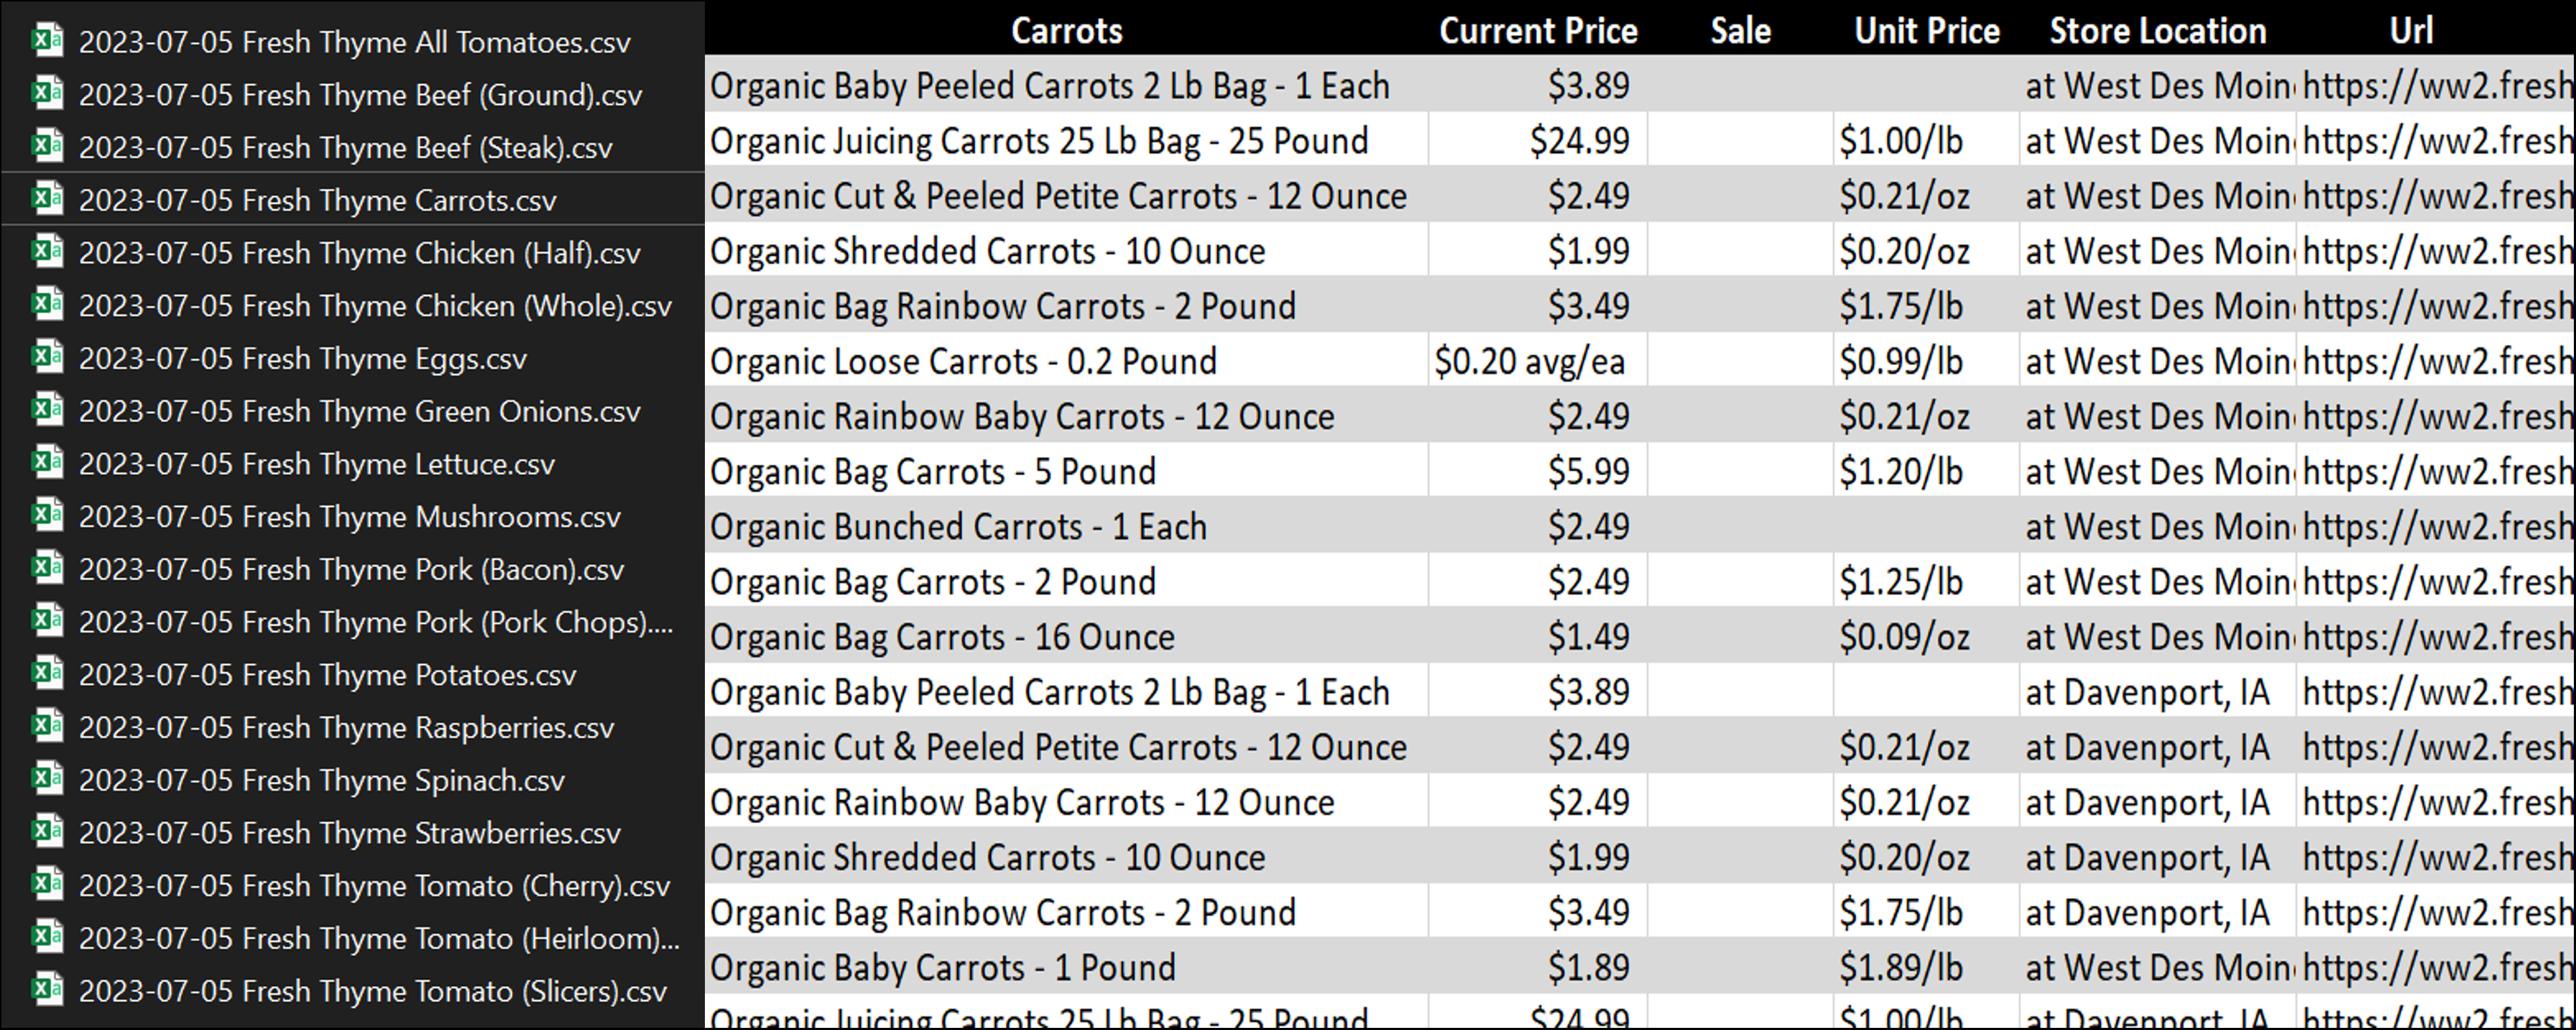 2023-07-05 Fresh Thyme All Tomatoes.csv
2023-07-05 Fresh Thyme Beef (Ground).csv
2023-07-05 Fresh Thyme Beef (Steak).csv
2023-07-05 Fresh Thyme Carrots.csv
2023-07-05 Fresh Thyme Chicken (Half).csv
2023-07-05 Fresh Thyme Chicken (Whole).csv
2023-07-05 Fresh Thyme Eggs.csv
2023-07-05 Fresh Thyme Green Onions.csv
2023-07-05 Fresh Thyme Lettuce.csv
2023-07-05 Fresh Thyme Mushrooms.csv
2023-07-05 Fresh Thyme Pork (Bacon).csv
2023-07-05 Fresh Thyme Pork (Pork Chops)....
2023-07-05 Fresh Thyme Potatoes.csv
2023-07-05 Fresh Thyme Raspberries.csv
2023-07-05 Fresh Thyme Spinach.csv
2023-07-05 Fresh Thyme Strawberries.csv
2023-07-05 Fresh Thyme Tomato (Cherry).csv
2023-07-05 Fresh Thyme Tomato (Heirloom)...
2023-07-05 Fresh Thyme Tomato (Slicers).csv
Carrots Current Price Sale Unit Price Store Location Url
Organic Baby Peeled Carrots 2 Lb Bag - 1 Each $3.89 at West Des Moin https://ww2.fresh
Organic Juicing Carrots 25 Lb Bag - 25 Pound $24.99 $1.00/lb at West Des Moin https://ww2.fresh
Organic Cut & Peeled Petite Carrots - 12 Ounce $2.49 $0.21/oz at West Des Moin https://ww2.fresh
Organic Shredded Carrots - 10 Ounce $1.99 $0.20/oz at West Des Moin https://ww2.fresh
Organic Bag Rainbow Carrots - 2 Pound $3.49 $1.75/lb at West Des Moin https://ww2.fresh
Organic Loose Carrots - 0.2 Pound $0.20 avg/ea $0.99/lb at West Des Moin https://ww2.fresh
Organic Rainbow Baby Carrots - 12 Ounce $2.49 $0.21/oz at West Des Moin https://ww2.fresh
Organic Bag Carrots - 5 Pound $5.99 $1.20/lb at West Des Moin https://ww2.fresh
Organic Bunched Carrots - 1 Each $2.49 at West Des Moin https://ww2.fresh
Organic Bag Carrots - 2 Pound $2.49 $1.25/lb at West Des Moin https://ww2.fresh
Organic Bag Carrots - 16 Ounce $1.49 $0.09/oz at West Des Moin https://ww2.fresh
Organic Baby Peeled Carrots 2 Lb Bag - 1 Each $3.89 at Davenport, IA https://ww2.fresh
Organic Cut & Peeled Petite Carrots - 12 Ounce $2.49 $0.21/oz at Davenport, IA https://ww2.fresh
Organic Rainbow Baby Carrots - 12 Ounce $2.49 $0.21/oz at Davenport, IA https://ww2.fresh
Organic Shredded Carrots - 10 Ounce $1.99 $0.20/oz at Davenport, IA https://ww2.fresh
Organic Bag Rainbow Carrots - 2 Pound $3.49 $1.75/lb at Davenport, IA https://ww2.fresh
Organic Baby Carrots - 1 Pound $1.89 $1.89/lb at West Des Moin https://ww2.fresh
Organic Juicing Carrots 25 Lb Bag - 25 Pound $24.99 $1.00/lb at Davenport, IA https://ww2.fresh